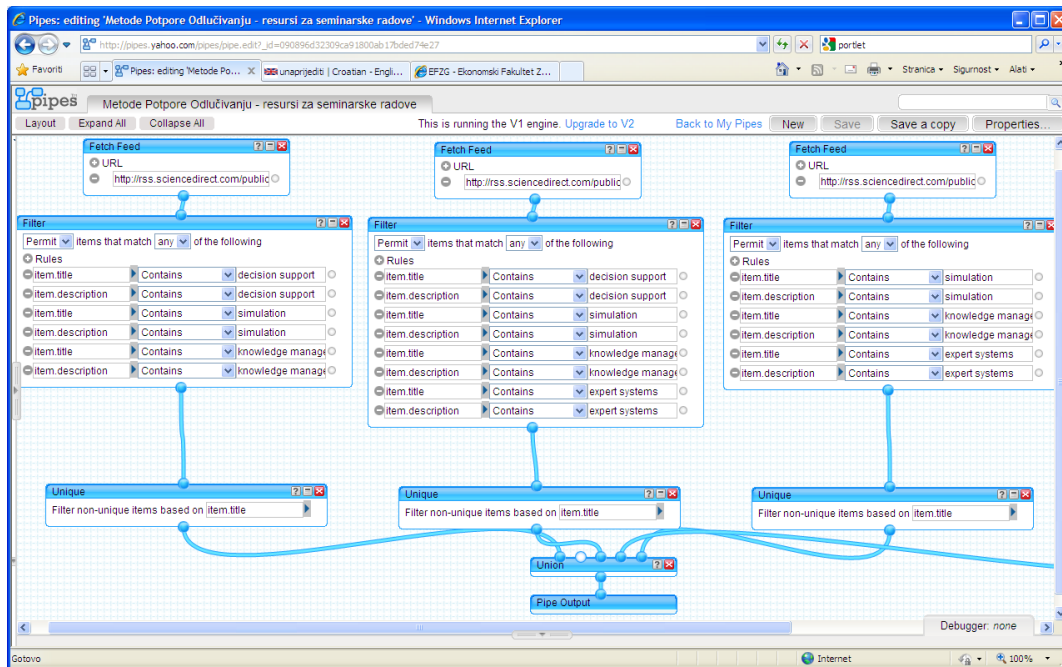 Pipes: editing 'Metode Potpore Odlučivanju - resursi za seminarske radove' - Windows Internet Explorer
http://pipes.yahoo.com/pipes/pipe.edit?_id=090896d32309ca91800ab17bded74e27
portlet
Favoriti
Pipes: editing 'Metode Po...
unaprijediti (Croatian - Engli...
EFZG - Ekonomski Fakultet Z...
Stranica
Sigurnost
Alati
pipes
Metode Potpore Odlučivanju - resursi za seminarske radove
Layout Expand All Collapse All This is running the V1 engine. Upgrade to V2 Back to My Pipes New Save Save a copy Properties...
Fetch Feed
URL
http://rss.sciencedirect.com/public
Filter
Permit items that match any of the following
Rules
item.title Contains decision support
item.description Contains decision support
item.title Contains simulation
item.description Contains simulation
item.title Contains knowledge manage
item.description Contains knowledge manage
Unique
Filter non-unique items based on item.title
Fetch Feed
URL
http://rss.sciencedirect.com/public
Filter
Permit items that match any of the following
Rules
item.title Contains decision support
item.description Contains decision support
item.title Contains simulation
item.description Contains simulation
item.title Contains knowledge manage
item.description Contains knowledge manage
item.title Contains expert systems
item.description Contains expert systems
Unique
Filter non-unique items based on item.title
Fetch Feed
URL
http://rss.sciencedirect.com/public
Filter
Permit items that match any of the following
Rules
item.title Contains simulation
item.description Contains simulation
item.title Contains knowledge manage
item.description Contains knowledge manage
item.title Contains expert systems
item.description Contains expert systems
Unique
Filter non-unique items based on item.title
Union
Pipe Output
Debugger: none
Gotovo
Internet
100%